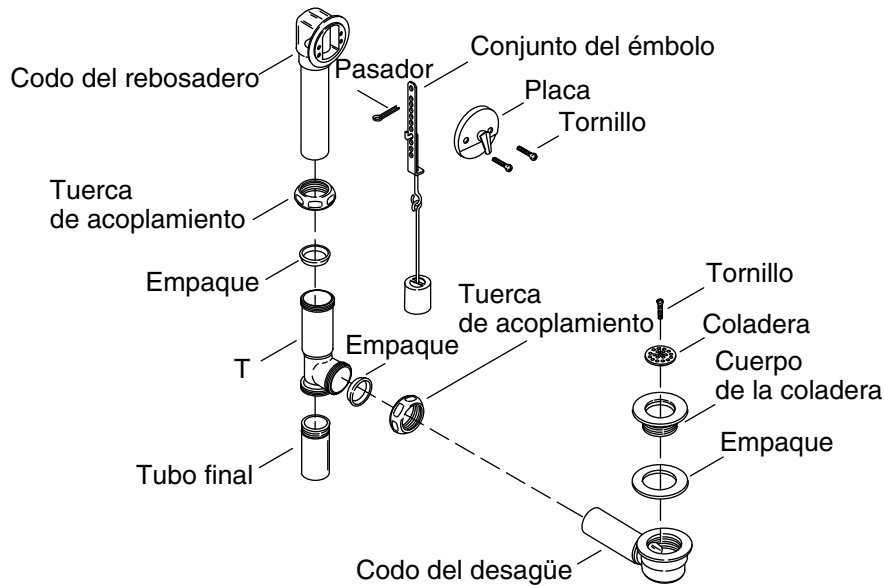 Conjunto del émbolo
Codo del rebosadero
Pasador
Placa
Tornillo
Tuerca
de acoplamiento
Empaque
Tornillo
Tuerca
de acoplamiento
Coladera
T
Empaque
Cuerpo
de la coladera
Empaque
Tubo final
Codo del desagüe